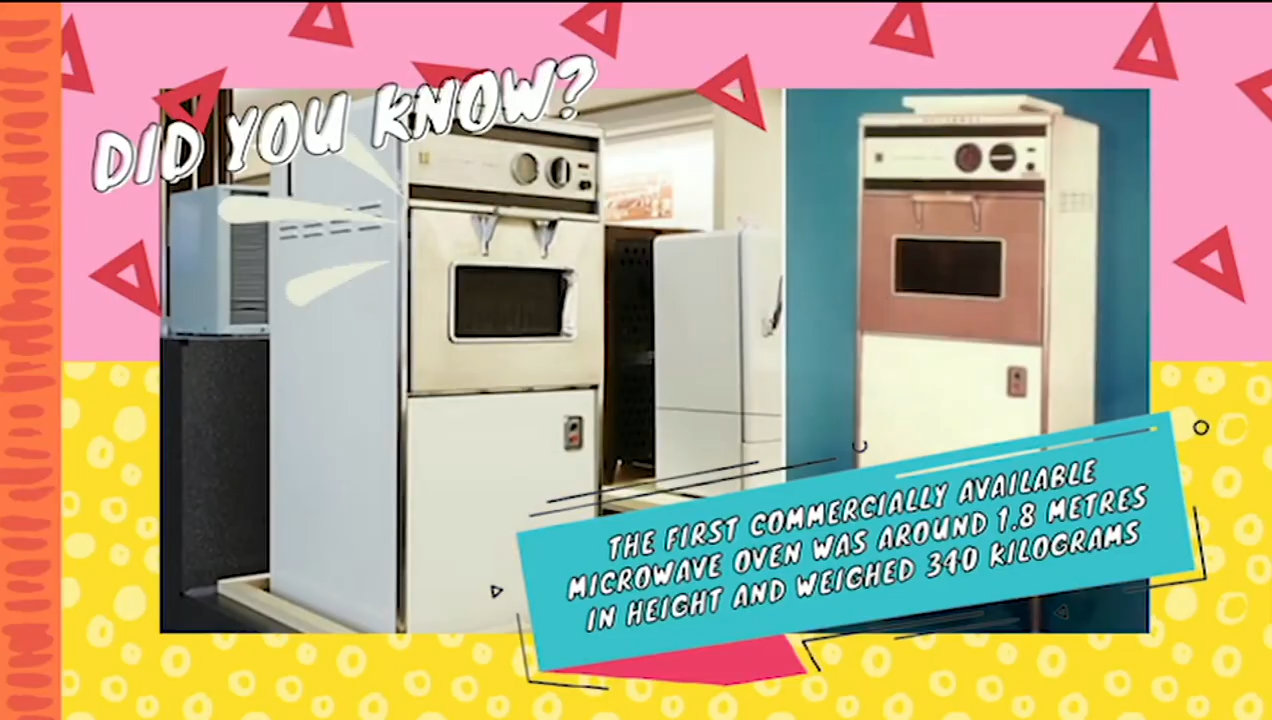 DID YOU KNOW?
THE FIRST COMMERCIALLY AVAILABLE
MICROWAVE OVEN WAS AROUND 1.8 METRES
IN HEIGHT AND WEIGHED 340 KILOGRAMS